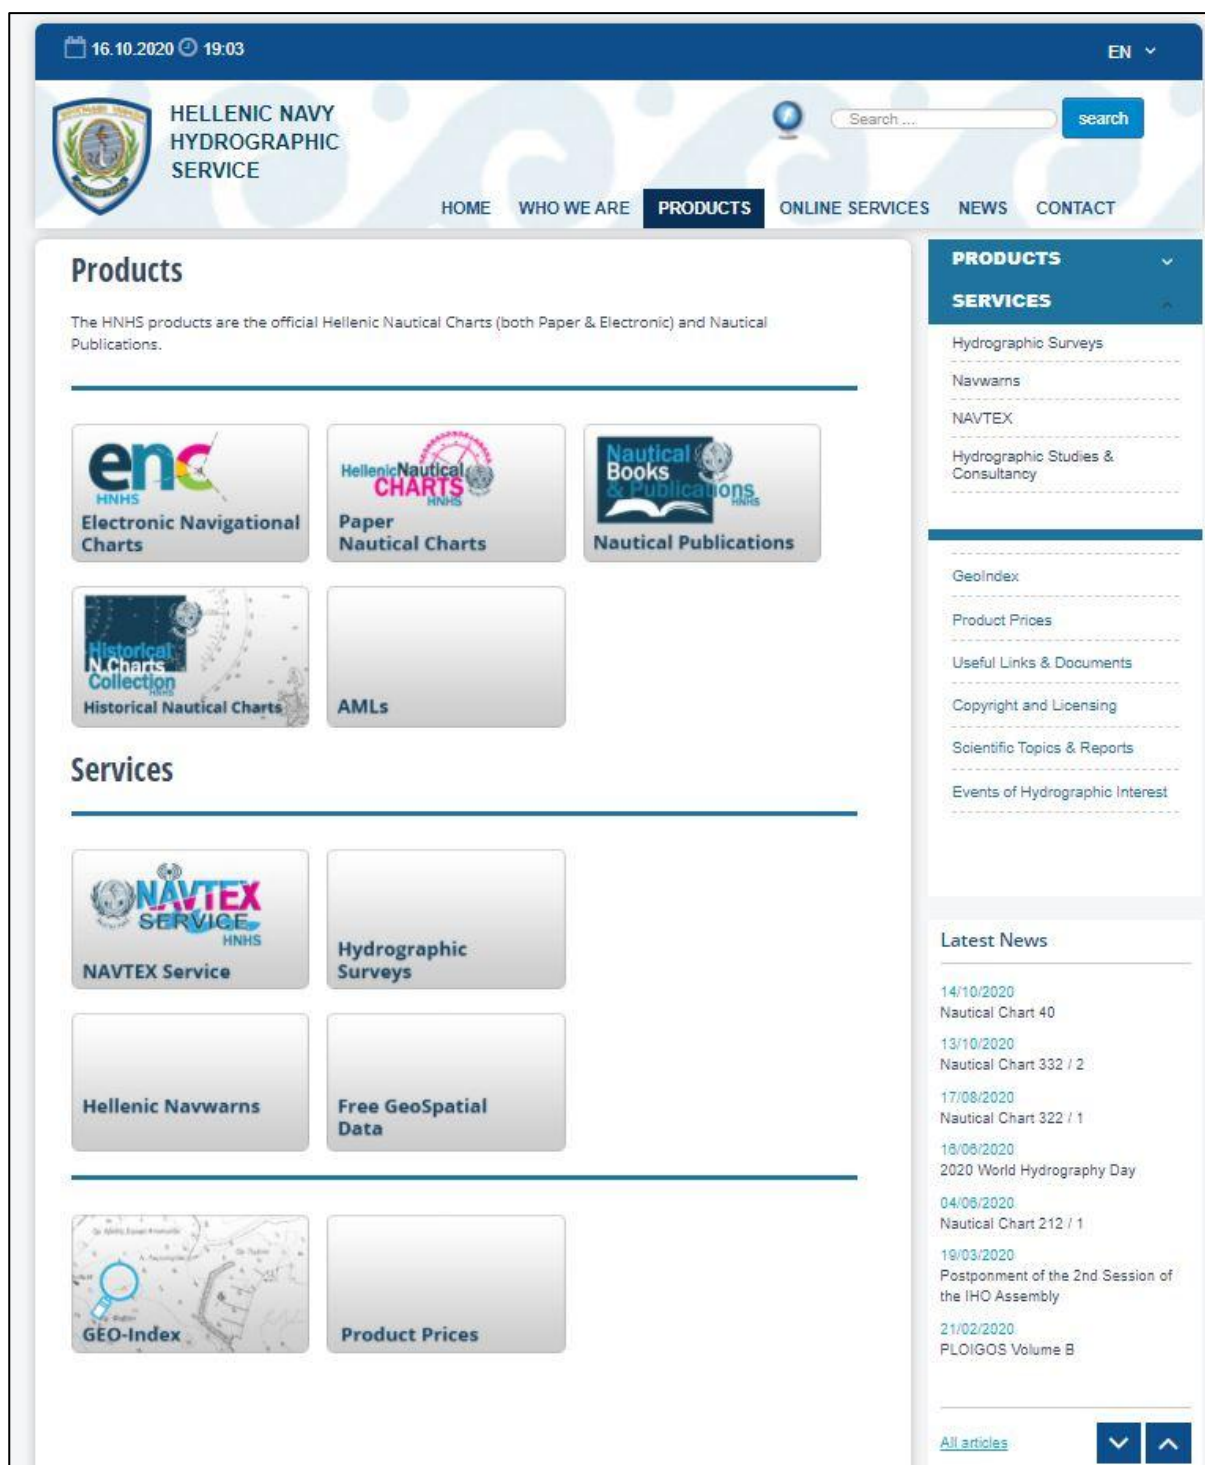 16.10.2020 19:03
EN
HELLENIC NAVY
HYDROGRAPHIC
SERVICE
Search ...
search
HOME WHO WE ARE PRODUCTS ONLINE SERVICES NEWS CONTACT
Products
The HNHS products are the official Hellenic Nautical Charts (both Paper & Electronic) and Nautical
Publications.
enc
HNHS
Electronic Navigational
Charts
HellenicNautical
CHARTS
HNHS
Paper
Nautical Charts
Nautical
Books
& Publications
HNHS
Nautical Publications
Historical
N.Charts
Collection
HNHS
Historical Nautical Charts
AMLs
Services
NAVTEX
SERVICE
HNHS
NAVTEX Service
Hydrographic
Surveys
Hellenic Navwarns
Free GeoSpatial
Data
GEO-Index
Product Prices
PRODUCTS
SERVICES
Hydrographic Surveys
Navwarns
NAVTEX
Hydrographic Studies &
Consultancy
GeoIndex
Product Prices
Useful Links & Documents
Copyright and Licensing
Scientific Topics & Reports
Events of Hydrographic Interest
Latest News
14/10/2020
Nautical Chart 40
13/10/2020
Nautical Chart 332 / 2
17/08/2020
Nautical Chart 322 / 1
16/06/2020
2020 World Hydrography Day
04/06/2020
Nautical Chart 212 / 1
19/03/2020
Postponment of the 2nd Session of
the IHO Assembly
21/02/2020
PLOIGOS Volume B
All articles